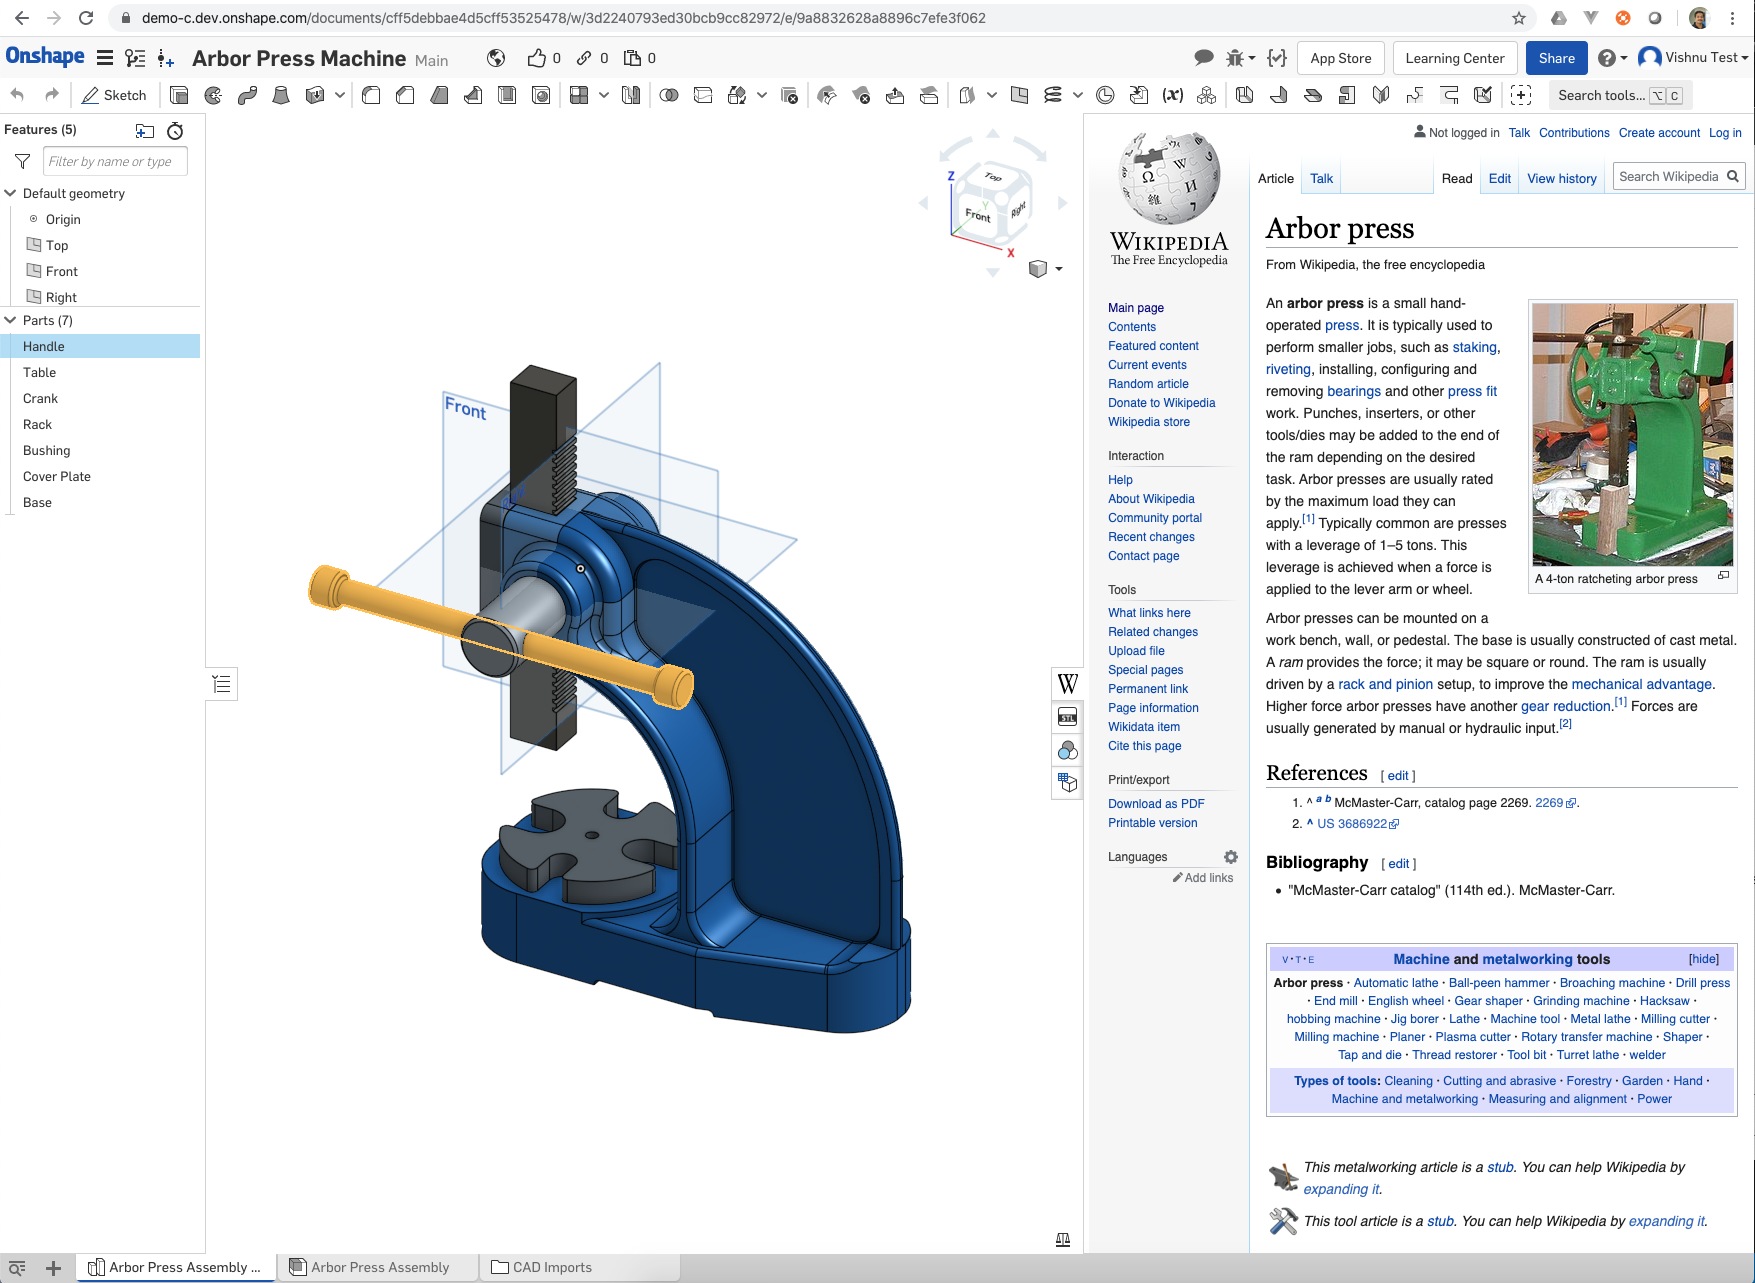 demo-c.dev.onshape.com/documents/cff5debbae4d5cff53525478/w/3d2240793ed30bcb9cc82972/e/9a8832628a8896c7efe3f062
Onshape Arbor Press Machine Main 0 0 0 App Store Learning Center Share Vishnu Test
Sketch (x) Search tools... ⌥ C
Features (5)
Filter by name or type
Default geometry
Origin
Top
Front
Right
Parts (7)
Handle
Table
Crank
Rack
Bushing
Cover Plate
Base
Front
Top
Front
Right
Z
Y
X
W
STL
WIKIPEDIA
The Free Encyclopedia
Main page
Contents
Featured content
Current events
Random article
Donate to Wikipedia
Wikipedia store
Interaction
Help
About Wikipedia
Community portal
Recent changes
Contact page
Tools
What links here
Related changes
Upload file
Special pages
Permanent link
Page information
Wikidata item
Cite this page
Print/export
Download as PDF
Printable version
Languages
Add links
Not logged in Talk Contributions Create account Log in
Article Talk Read Edit View history Search Wikipedia
Arbor press
From Wikipedia, the free encyclopedia
An arbor press is a small hand-
operated press. It is typically used to
perform smaller jobs, such as staking,
riveting, installing, configuring and
removing bearings and other press fit
work. Punches, inserters, or other
tools/dies may be added to the end of
the ram depending on the desired
task. Arbor presses are usually rated
by the maximum load they can
apply.[1] Typically common are presses
with a leverage of 1–5 tons. This
leverage is achieved when a force is
applied to the lever arm or wheel.
A 4-ton ratcheting arbor press
Arbor presses can be mounted on a
work bench, wall, or pedestal. The base is usually constructed of cast metal.
A ram provides the force; it may be square or round. The ram is usually
driven by a rack and pinion setup, to improve the mechanical advantage.
Higher force arbor presses have another gear reduction.[1] Forces are
usually generated by manual or hydraulic input.[2]
References [ edit ]
1. ^ a b McMaster-Carr, catalog page 2269. 2269.
2. ^ US 3686922
Bibliography [ edit ]
• "McMaster-Carr catalog" (114th ed.). McMaster-Carr.
V · T · E Machine and metalworking tools [hide]
Arbor press · Automatic lathe · Ball-peen hammer · Broaching machine · Drill press
· End mill · English wheel · Gear shaper · Grinding machine · Hacksaw ·
hobbing machine · Jig borer · Lathe · Machine tool · Metal lathe · Milling cutter ·
Milling machine · Planer · Plasma cutter · Rotary transfer machine · Shaper ·
Tap and die · Thread restorer · Tool bit · Turret lathe · welder
Types of tools: Cleaning · Cutting and abrasive · Forestry · Garden · Hand ·
Machine and metalworking · Measuring and alignment · Power
This metalworking article is a stub. You can help Wikipedia by
expanding it.
This tool article is a stub. You can help Wikipedia by expanding it.
Arbor Press Assembly ... Arbor Press Assembly CAD Imports